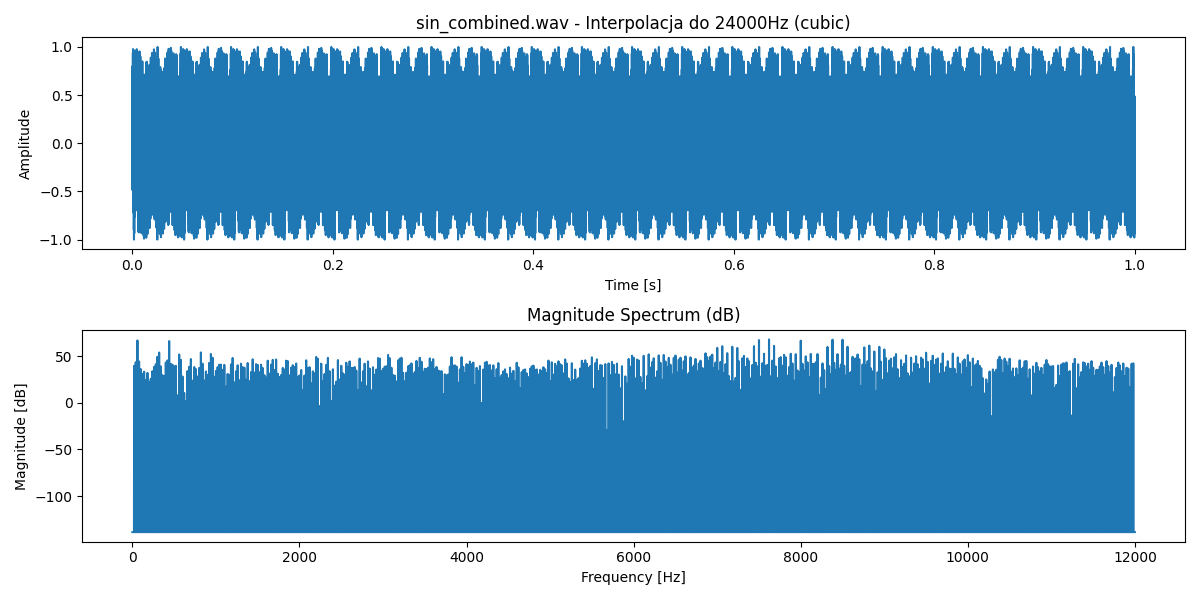 sin_combined.wav - Interpolacja do 24000Hz (cubic)
1.0
0.5
0.0
−0.5
−1.0
Amplitude
0.0 0.2 0.4 0.6 0.8 1.0
Time [s]
Magnitude Spectrum (dB)
50
0
−50
−100
Magnitude [dB]
0 2000 4000 6000 8000 10000 12000
Frequency [Hz]